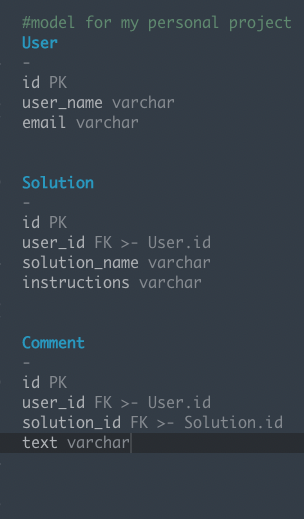 #model for my personal project
User
-
id PK
user_name varchar
email varchar
Solution
-
id PK
user_id FK >- User.id
solution_name varchar
instructions varchar
Comment
-
id PK
user_id FK >- User.id
solution_id FK >- Solution.id
text varchar